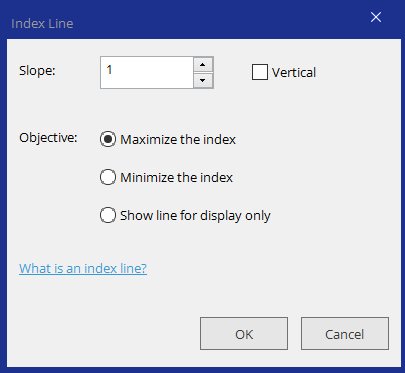 Index Line
Slope: 1 Vertical
Objective: Maximize the index
Minimize the index
Show line for display only
What is an index line?
OK Cancel